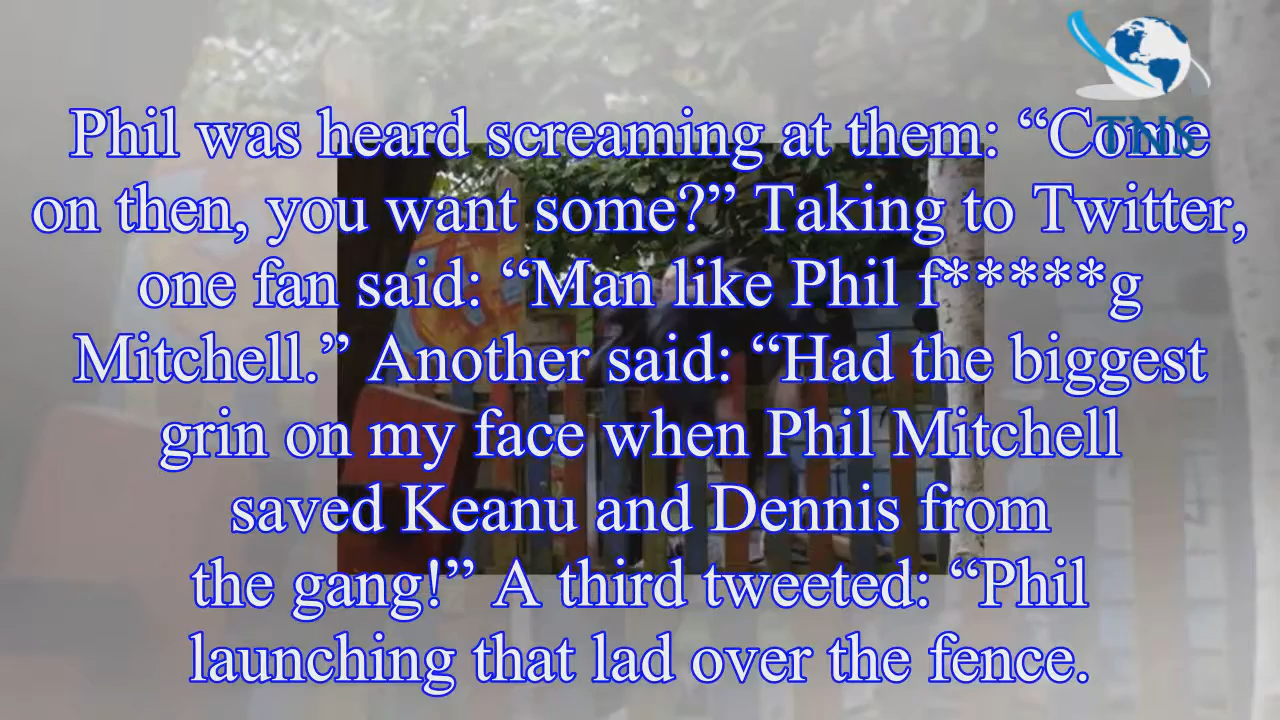 TNS
Phil was heard screaming at them: “Come
on then, you want some?” Taking to Twitter,
one fan said: “Man like Phil f*****g
Mitchell.” Another said: “Had the biggest
grin on my face when Phil Mitchell
saved Keanu and Dennis from
the gang!” A third tweeted: “Phil
launching that lad over the fence.